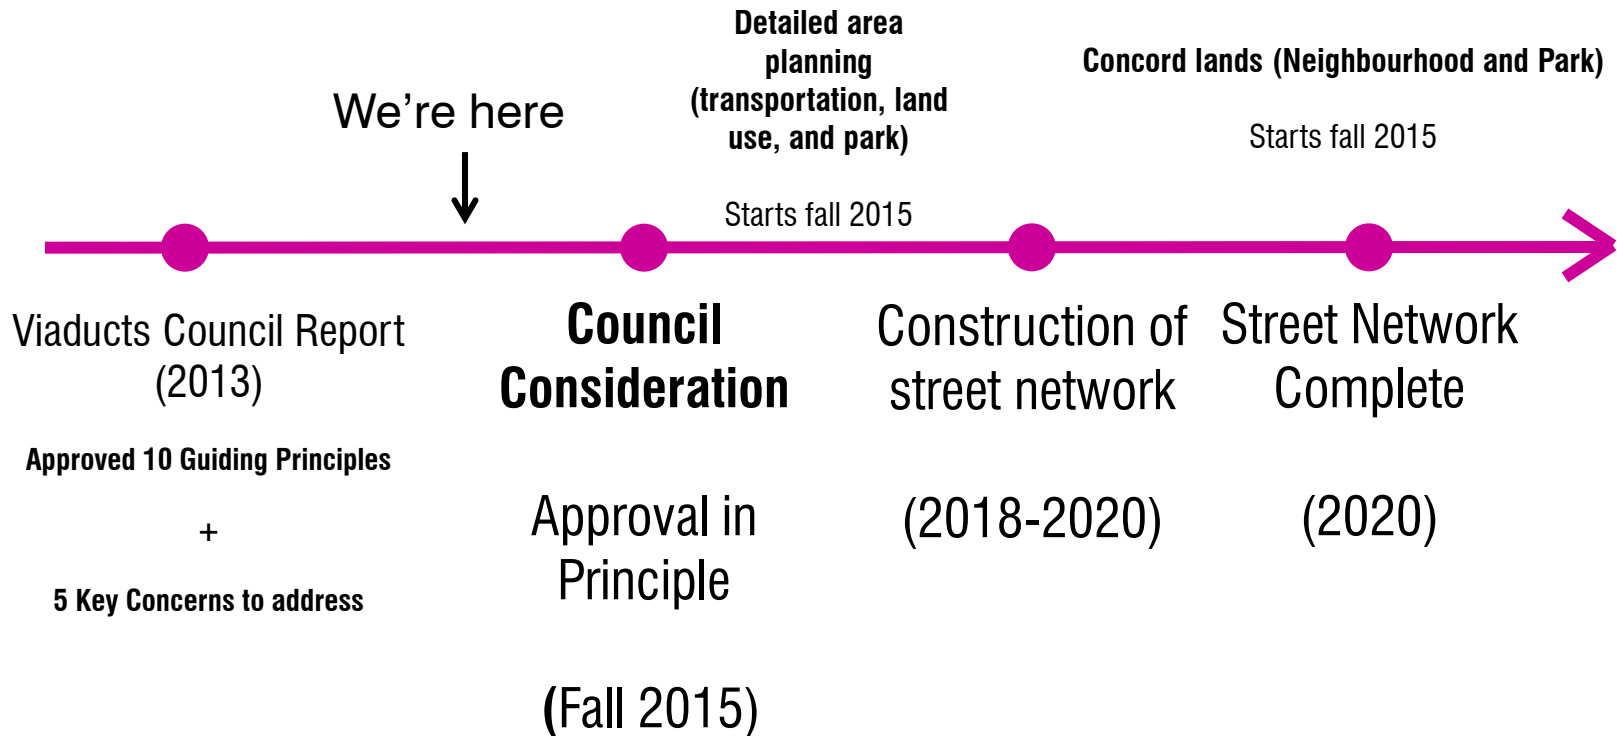 Detailed area
planning
(transportation, land
use, and park)
Starts fall 2015
Concord lands (Neighbourhood and Park)
Starts fall 2015
We’re here
Viaducts Council Report
(2013)
Approved 10 Guiding Principles
+
5 Key Concerns to address
Council
Consideration
Approval in
Principle
(Fall 2015)
Construction of
street network
(2018-2020)
Street Network
Complete
(2020)